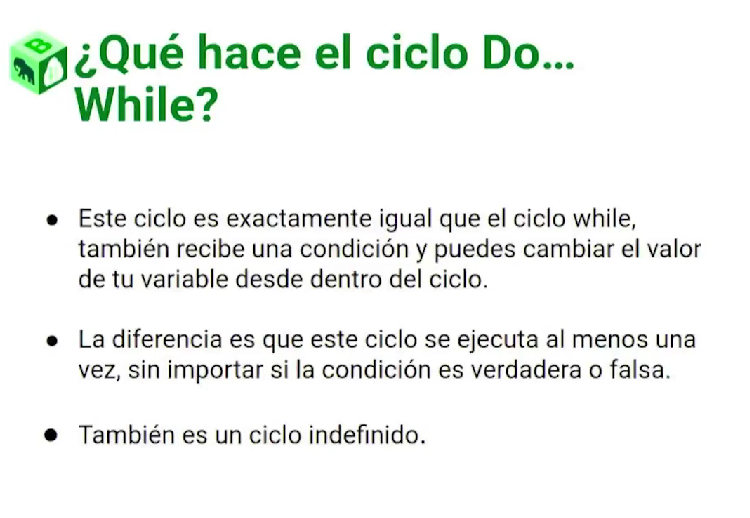 ¿Qué hace el ciclo Do...
While?
● Este ciclo es exactamente igual que el ciclo while,
también recibe una condición y puedes cambiar el valor
de tu variable desde dentro del ciclo.
● La diferencia es que este ciclo se ejecuta al menos una
vez, sin importar si la condición es verdadera o falsa.
● También es un ciclo indefinido.
B